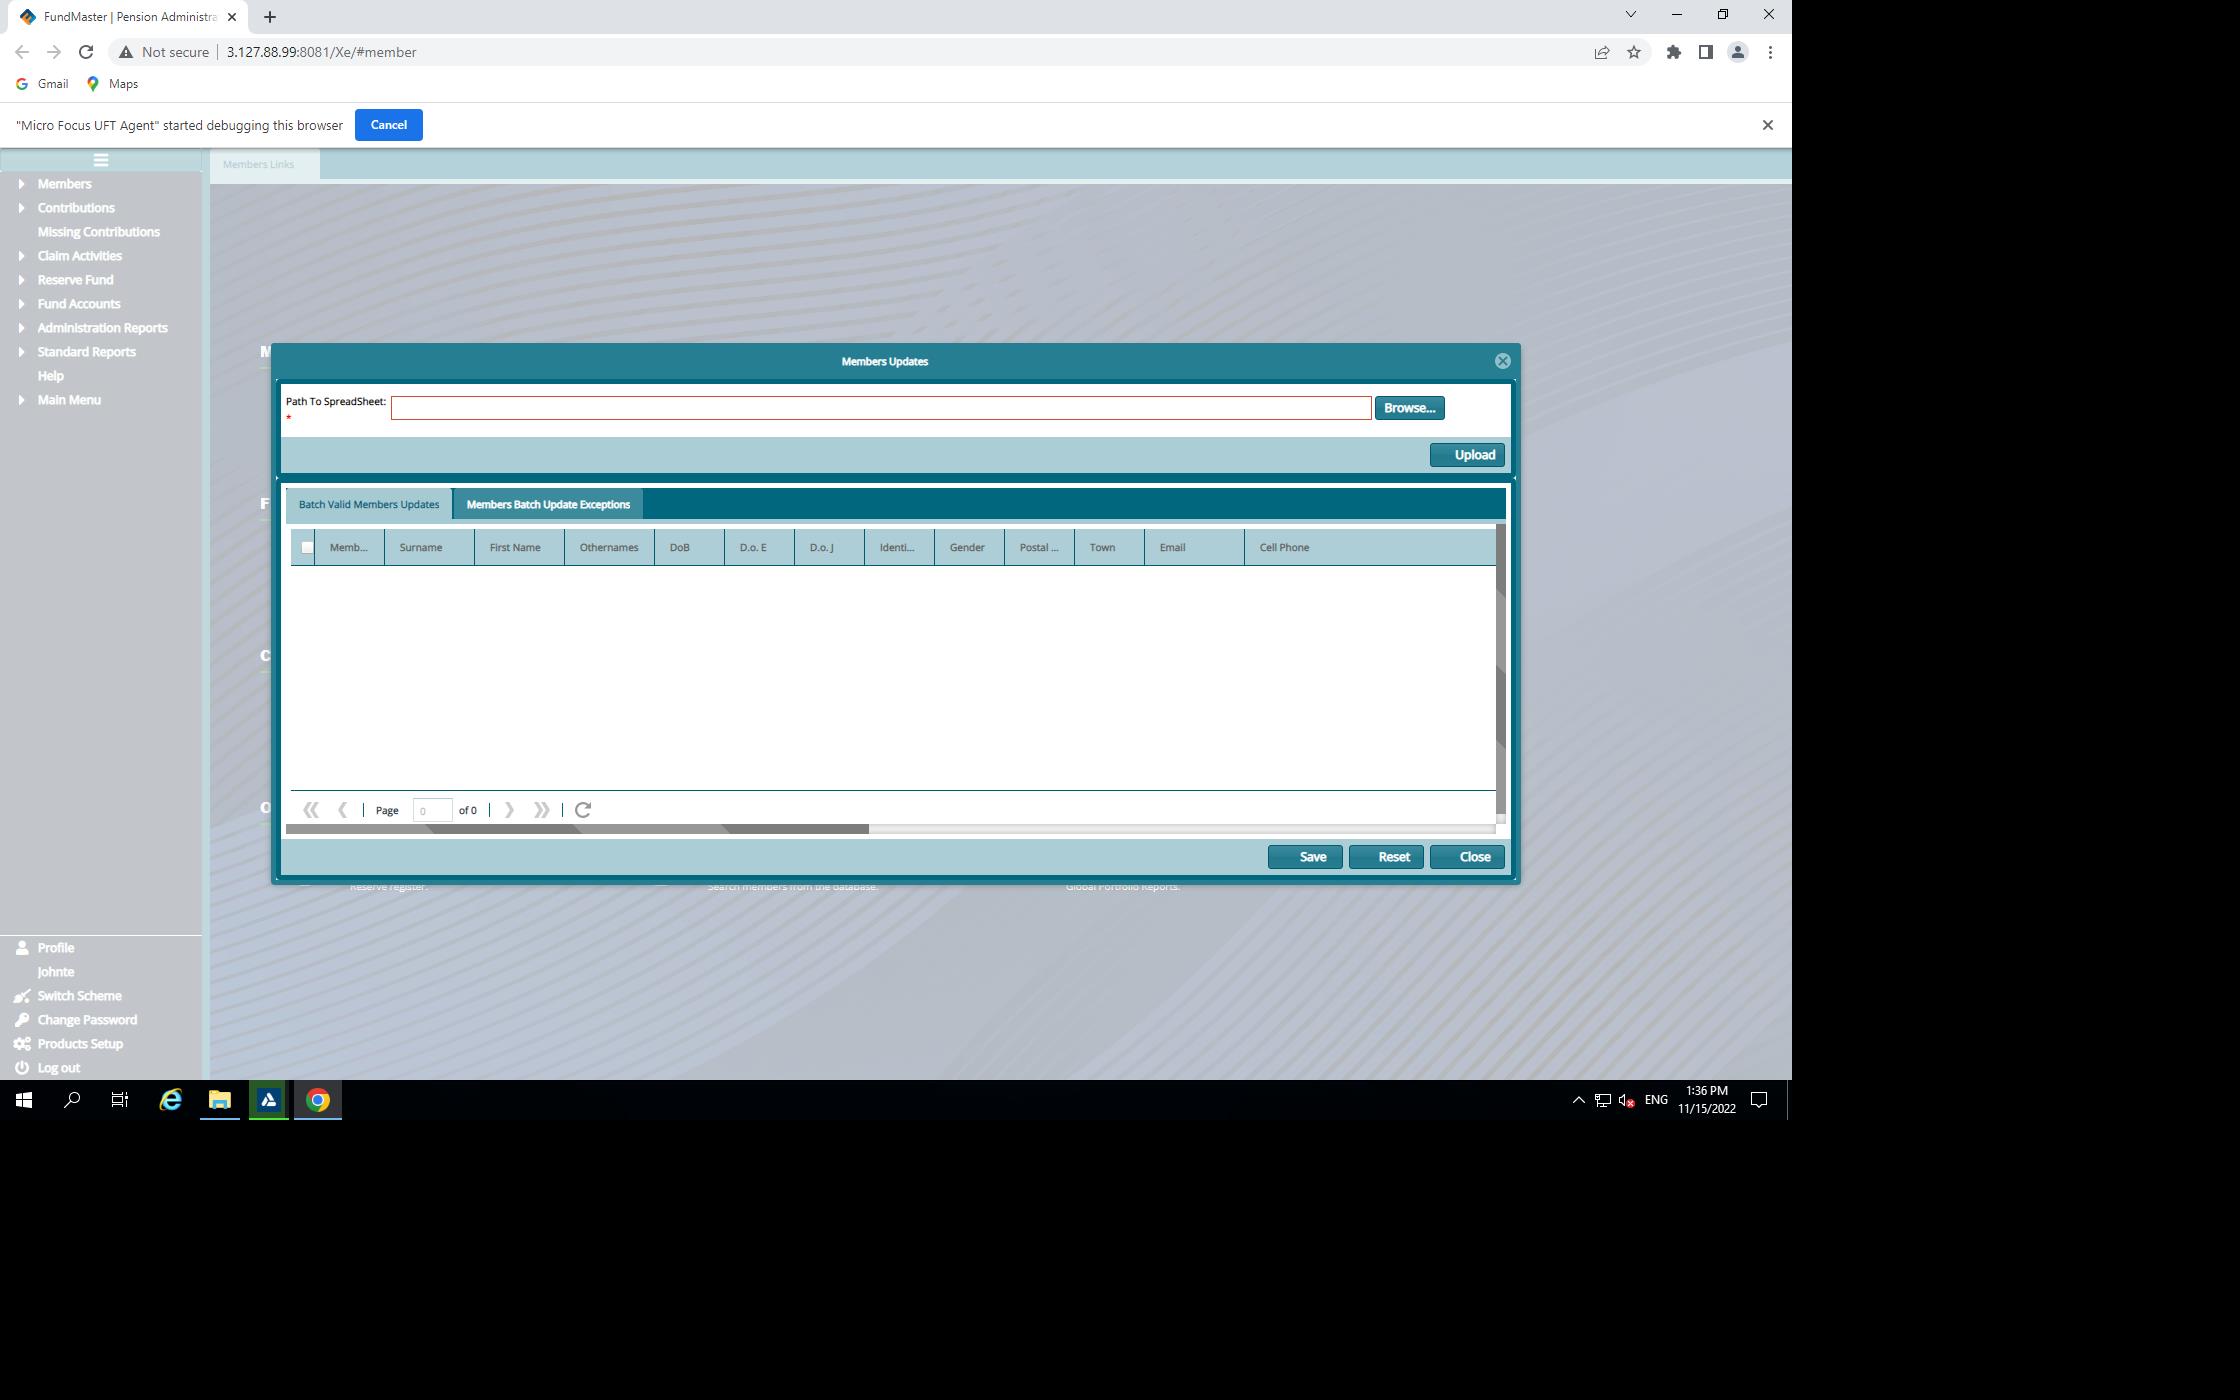 FundMaster | Pension Administra
Not secure
3.127.88.99:8081/Xe/#member
Gmail
Maps
"Micro Focus UFT Agent" started debugging this browser
Cancel
Members
Contributions
Missing Contributions
Claim Activities
Reserve Fund
Fund Accounts
Administration Reports
Standard Reports
Help
Main Menu
Members Links
M
F
C
O
Members Updates
Path To SpreadSheet:
*
Browse...
Upload
Batch Valid Members Updates
Members Batch Update Exceptions
Memb...
Surname
First Name
Othernames
DoB
D.o. E
D.o. J
Identi...
Gender
Postal ...
Town
Email
Cell Phone
Page
0
of 0
Save
Reset
Close
Reserve register.
Search members from the database.
Global Portfolio Reports.
Profile
Johnte
Switch Scheme
Change Password
Products Setup
Log out
ENG
1:36 PM
11/15/2022